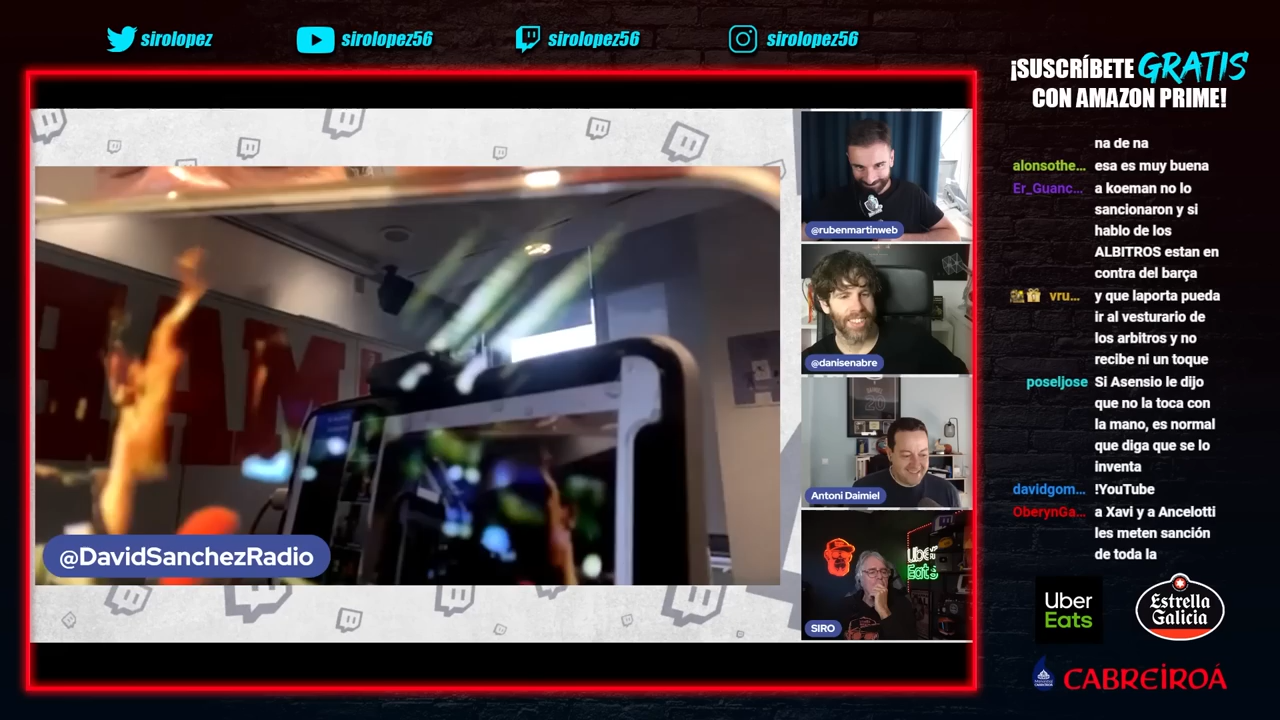 sirolopez
sirolopez56
sirolopez56
sirolopez56
¡SUSCRÍBETE GRATIS
CON AMAZON PRIME!
na de na
alonsothe... esa es muy buena
Er_Guanc... a koeman no lo
sancionaron y si
hablo de los
ALBITROS estan en
contra del barça
vru... y que laporta pueda
ir al vesturario de
los arbitros y no
recibe ni un toque
poseljose Si Asensio le dijo
que no la toca con
la mano, es normal
que diga que se lo
inventa
davidgom... !YouTube
OberynGa... a Xavi y a Ancelotti
les meten sanción
de toda la
@rubenmartinweb
@danisenabre
Antoni Daimiel
Uber
Eats
SIRO
@DavidSanchezRadio
Uber
Eats
Estrella
Galicia
CABREIROÁ